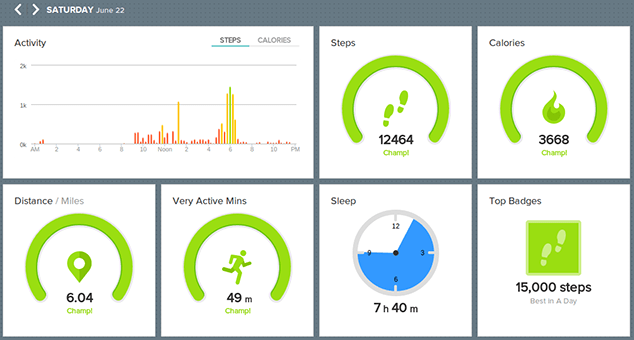 SATURDAY June 22
Activity
STEPS CALORIES
2k
1k
0k
AM 2 4 6 8 10 Noon 2 4 6 8 10 PM
Steps
12464
Champ!
Calories
3668
Champ!
Distance / Miles
6.04
Champ!
Very Active Mins
49 m
Champ!
Sleep
12
9 3
6
7 h 40 m
Top Badges
15,000 steps
Best in A Day